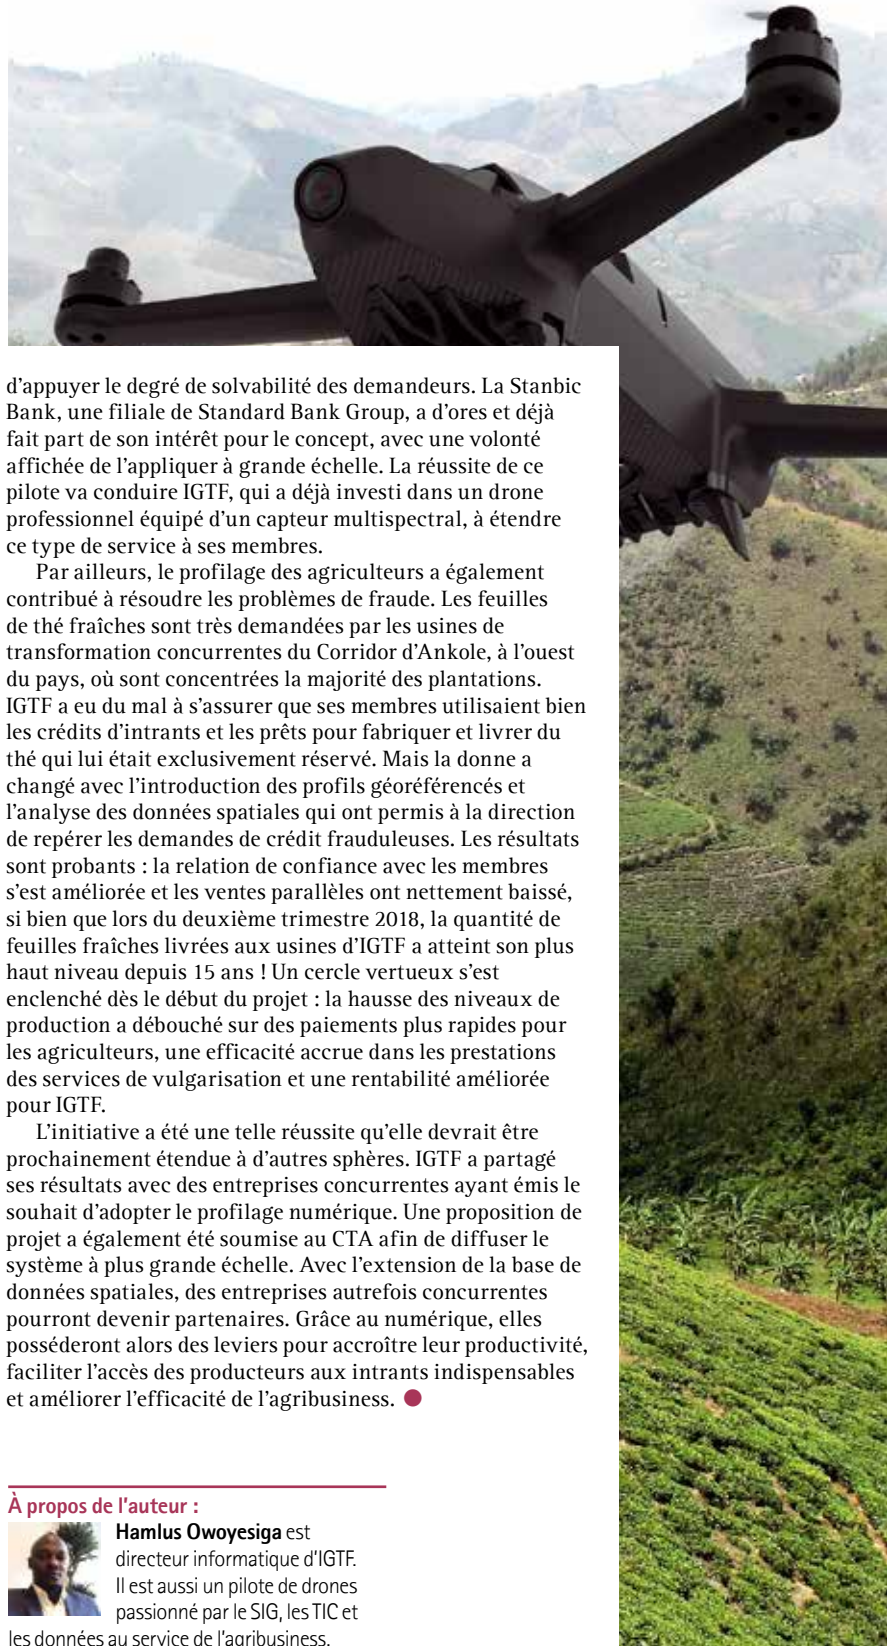 d’appuyer le degré de solvabilité des demandeurs. La Stanbic
Bank, une filiale de Standard Bank Group, a d’ores et déjà
fait part de son intérêt pour le concept, avec une volonté
affichée de l’appliquer à grande échelle. La réussite de ce
pilote va conduire IGTF, qui a déjà investi dans un drone
professionnel équipé d’un capteur multispectral, à étendre
ce type de service à ses membres.
Par ailleurs, le profilage des agriculteurs a également
contribué à résoudre les problèmes de fraude. Les feuilles
de thé fraîches sont très demandées par les usines de
transformation concurrentes du Corridor d’Ankole, à l’ouest
du pays, où sont concentrées la majorité des plantations.
IGTF a eu du mal à s’assurer que ses membres utilisaient bien
les crédits d’intrants et les prêts pour fabriquer et livrer du
thé qui lui était exclusivement réservé. Mais la donne a
changé avec l’introduction des profils géoréférencés et
l’analyse des données spatiales qui ont permis à la direction
de repérer les demandes de crédit frauduleuses. Les résultats
sont probants : la relation de confiance avec les membres
s’est améliorée et les ventes parallèles ont nettement baissé,
si bien que lors du deuxième trimestre 2018, la quantité de
feuilles fraîches livrées aux usines d’IGTF a atteint son plus
haut niveau depuis 15 ans ! Un cercle vertueux s’est
enclenché dès le début du projet : la hausse des niveaux de
production a débouché sur des paiements plus rapides pour
les agriculteurs, une efficacité accrue dans les prestations
des services de vulgarisation et une rentabilité améliorée
pour IGTF.
L’initiative a été une telle réussite qu’elle devrait être
prochainement étendue à d’autres sphères. IGTF a partagé
ses résultats avec des entreprises concurrentes ayant émis le
souhait d’adopter le profilage numérique. Une proposition de
projet a également été soumise au CTA afin de diffuser le
système à plus grande échelle. Avec l’extension de la base de
données spatiales, des entreprises autrefois concurrentes
pourront devenir partenaires. Grâce au numérique, elles
posséderont alors des leviers pour accroître leur productivité,
faciliter l’accès des producteurs aux intrants indispensables
et améliorer l’efficacité de l’agribusiness.
À propos de l’auteur :
Hamlus Owoyesiga est
directeur informatique d’IGTF.
Il est aussi un pilote de drones
passionné par le SIG, les TIC et
les données au service de l’agribusiness.